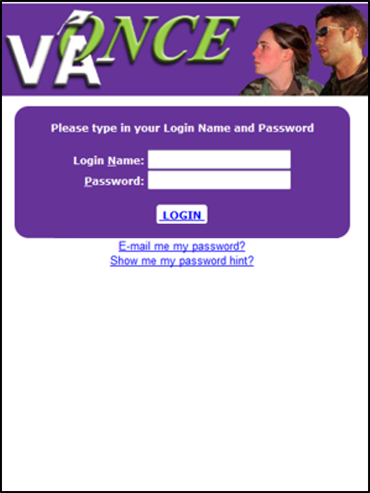 VA ONCE
Please type in your Login Name and Password
Login Name:
Password:
LOGIN
E-mail me my password?
Show me my password hint?